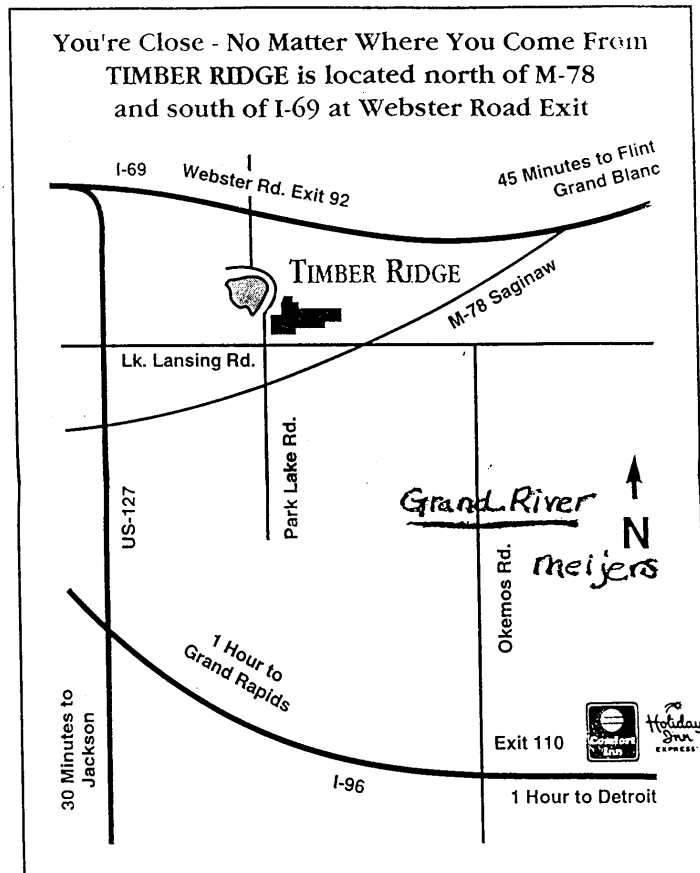 You're Close - No Matter Where You Come From
TIMBER RIDGE is located north of M-78
and south of I-69 at Webster Road Exit
I-69
Webster Rd. Exit 92
45 Minutes to Flint
Grand Blanc
TIMBER RIDGE
M-78 Saginaw
Lk. Lansing Rd.
US-127
Park Lake Rd.
Grand River
N
meijers
Okemos Rd.
1 Hour to
Grand Rapids
30 Minutes to
Jackson
Exit 110
Comfort
Inn
Holiday
Inn
EXPRESS
I-96
1 Hour to Detroit